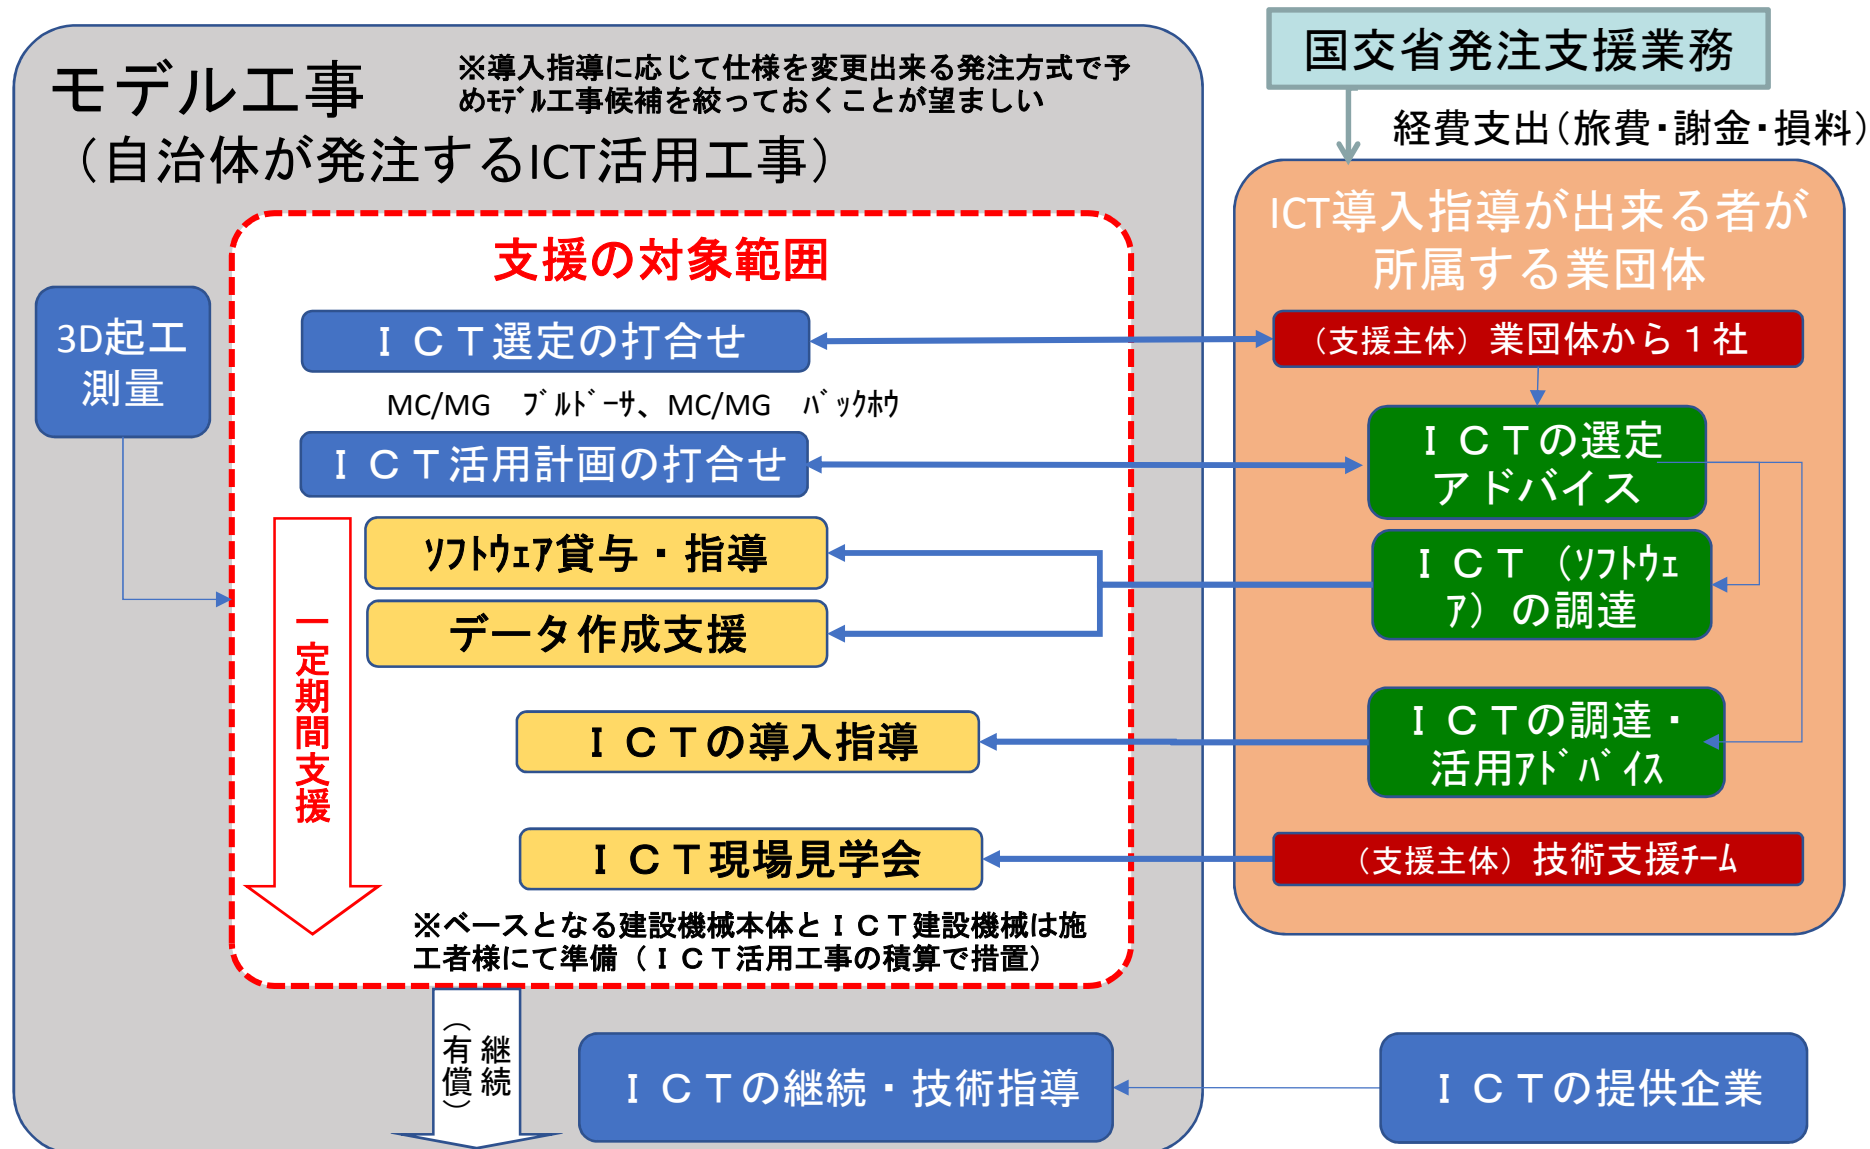 モデル工事
※導入指導に応じて仕様を変更出来る発注方式で予
めﾓﾃﾞﾙ工事候補を絞っておくことが望ましい
（自治体が発注するICT活用工事）
国交省発注支援業務
経費支出（旅費・謝金・損料）
支援の対象範囲
ICT導入指導が出来る者が
所属する業団体
3D起工
測量
ＩＣＴ選定の打合せ
（支援主体）業団体から１社
MC/MG　ﾌﾞﾙﾄﾞｰｻ、MC/MG　ﾊﾞｯｸﾎｳ
ＩＣＴ活用計画の打合せ
ＩＣＴの選定
アドバイス
ｿﾌﾄｳｪｱ貸与・指導
データ作成支援
ＩＣＴ（ｿﾌﾄｳｪ
ｱ）の調達
一定期間支援
ＩＣＴの導入指導
ＩＣＴの調達・
活用ｱﾄﾞﾊﾞｲｽ
ＩＣＴ現場見学会
（支援主体）技術支援ﾁｰﾑ
※ベースとなる建設機械本体とＩＣＴ建設機械は施
工者様にて準備（ＩＣＴ活用工事の積算で措置）
継続
（有償）
ＩＣＴの継続・技術指導
ＩＣＴの提供企業